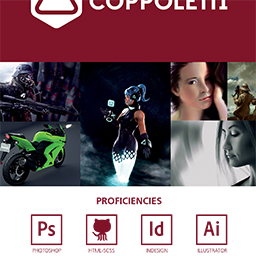 COPPOLETTI
PROFICIENCIES
Ps
Id
Ai
PHOTOSHOP
HTML-SCSS
INDESIGN
ILLUSTRATOR